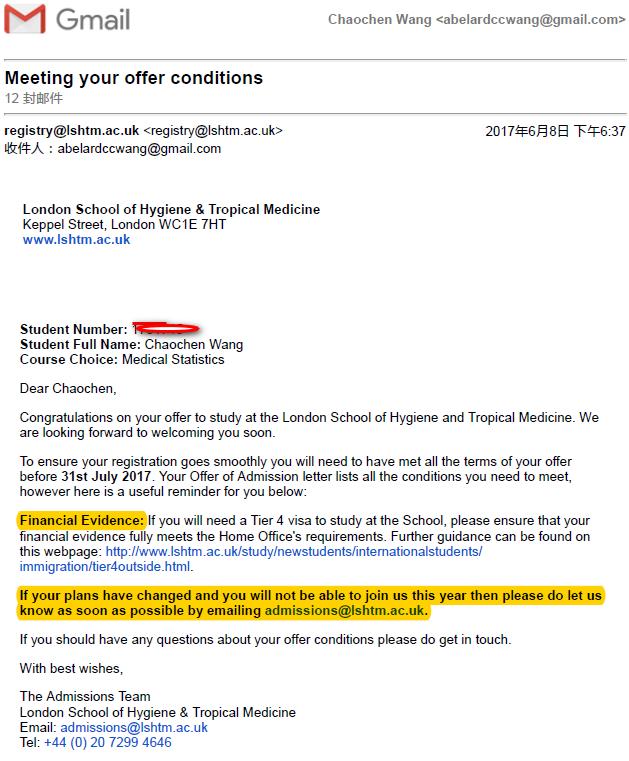 Gmail
Chaochen Wang <abelardccwang@gmail.com>
Meeting your offer conditions
12 封邮件
registry@lshtm.ac.uk <registry@lshtm.ac.uk>
2017年6月8日 下午6:37
收件人：abelardccwang@gmail.com
London School of Hygiene & Tropical Medicine
Keppel Street, London WC1E 7HT
www.lshtm.ac.uk
Student Number:
Student Full Name: Chaochen Wang
Course Choice: Medical Statistics
Dear Chaochen,
Congratulations on your offer to study at the London School of Hygiene and Tropical Medicine. We
are looking forward to welcoming you soon.
To ensure your registration goes smoothly you will need to have met all the terms of your offer
before 31st July 2017. Your Offer of Admission letter lists all the conditions you need to meet,
however here is a useful reminder for you below:
Financial Evidence: If you will need a Tier 4 visa to study at the School, please ensure that your
financial evidence fully meets the Home Office's requirements. Further guidance can be found on
this webpage: http://www.lshtm.ac.uk/study/newstudents/internationalstudents/
immigration/tier4outside.html.
If your plans have changed and you will not be able to join us this year then please do let us
know as soon as possible by emailing admissions@lshtm.ac.uk.
If you should have any questions about your offer conditions please do get in touch.
With best wishes,
The Admissions Team
London School of Hygiene & Tropical Medicine
Email: admissions@lshtm.ac.uk
Tel: +44 (0) 20 7299 4646